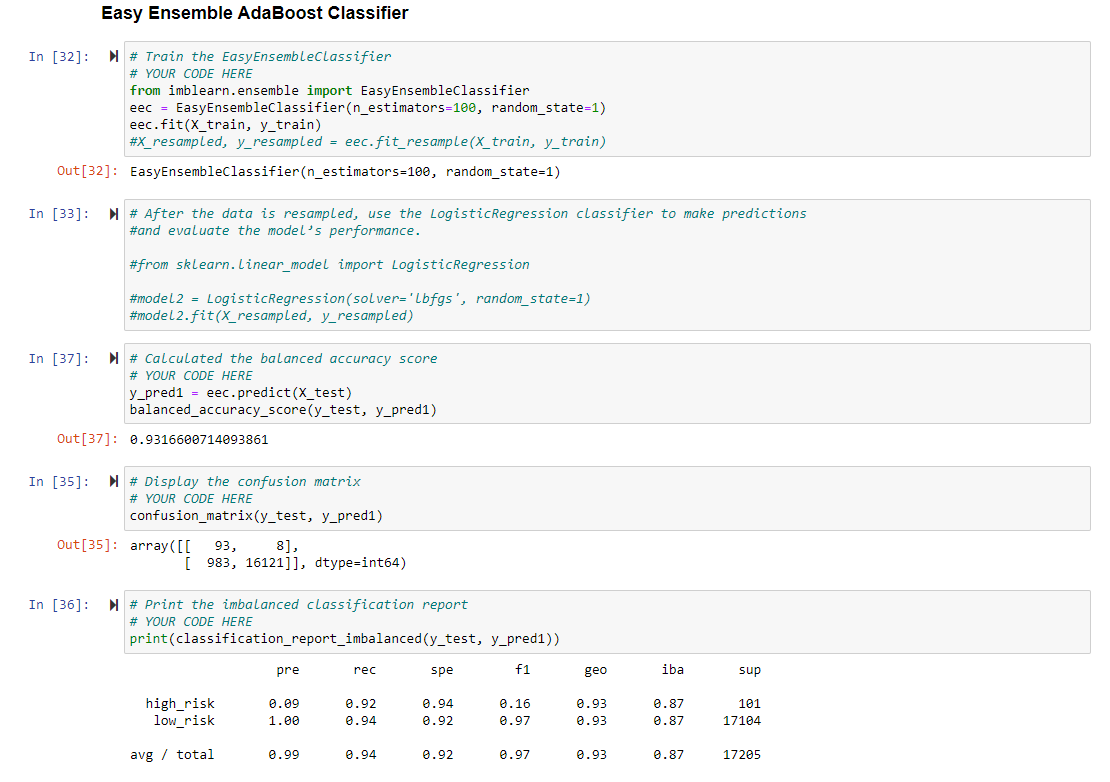 Easy Ensemble AdaBoost Classifier
In [32]:
# Train the EasyEnsembleClassifier
# YOUR CODE HERE
from imblearn.ensemble import EasyEnsembleClassifier
eec = EasyEnsembleClassifier(n_estimators=100, random_state=1)
eec.fit(X_train, y_train)
#X_resampled, y_resampled = eec.fit_resample(X_train, y_train)
Out[32]: EasyEnsembleClassifier(n_estimators=100, random_state=1)
In [33]:
# After the data is resampled, use the LogisticRegression classifier to make predictions
#and evaluate the model's performance.
#from sklearn.linear_model import LogisticRegression
#model2 = LogisticRegression(solver='lbfgs', random_state=1)
#model2.fit(X_resampled, y_resampled)
In [37]:
# Calculated the balanced accuracy score
# YOUR CODE HERE
y_pred1 = eec.predict(X_test)
balanced_accuracy_score(y_test, y_pred1)
Out[37]: 0.9316600714093861
In [35]:
# Display the confusion matrix
# YOUR CODE HERE
confusion_matrix(y_test, y_pred1)
Out[35]: array([[   93,     8],
       [  983, 16121]], dtype=int64)
In [36]:
# Print the imbalanced classification report
# YOUR CODE HERE
print(classification_report_imbalanced(y_test, y_pred1))
pre rec spe f1 geo iba sup
high_risk 0.09 0.92 0.94 0.16 0.93 0.87 101
low_risk 1.00 0.94 0.92 0.97 0.93 0.87 17104
avg / total 0.99 0.94 0.92 0.97 0.93 0.87 17205